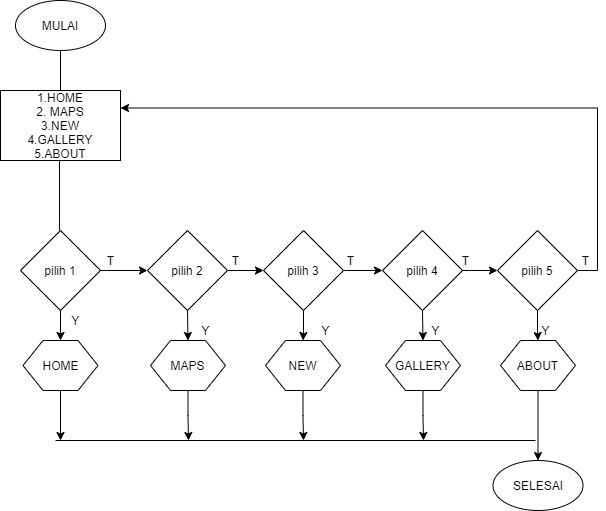 MULAI
1.HOME
2. MAPS
3.NEW
4.GALLERY
5.ABOUT
pilih 1
T
pilih 2
T
pilih 3
T
pilih 4
T
pilih 5
T
Y
Y
Y
Y
Y
HOME
MAPS
NEW
GALLERY
ABOUT
SELESAI